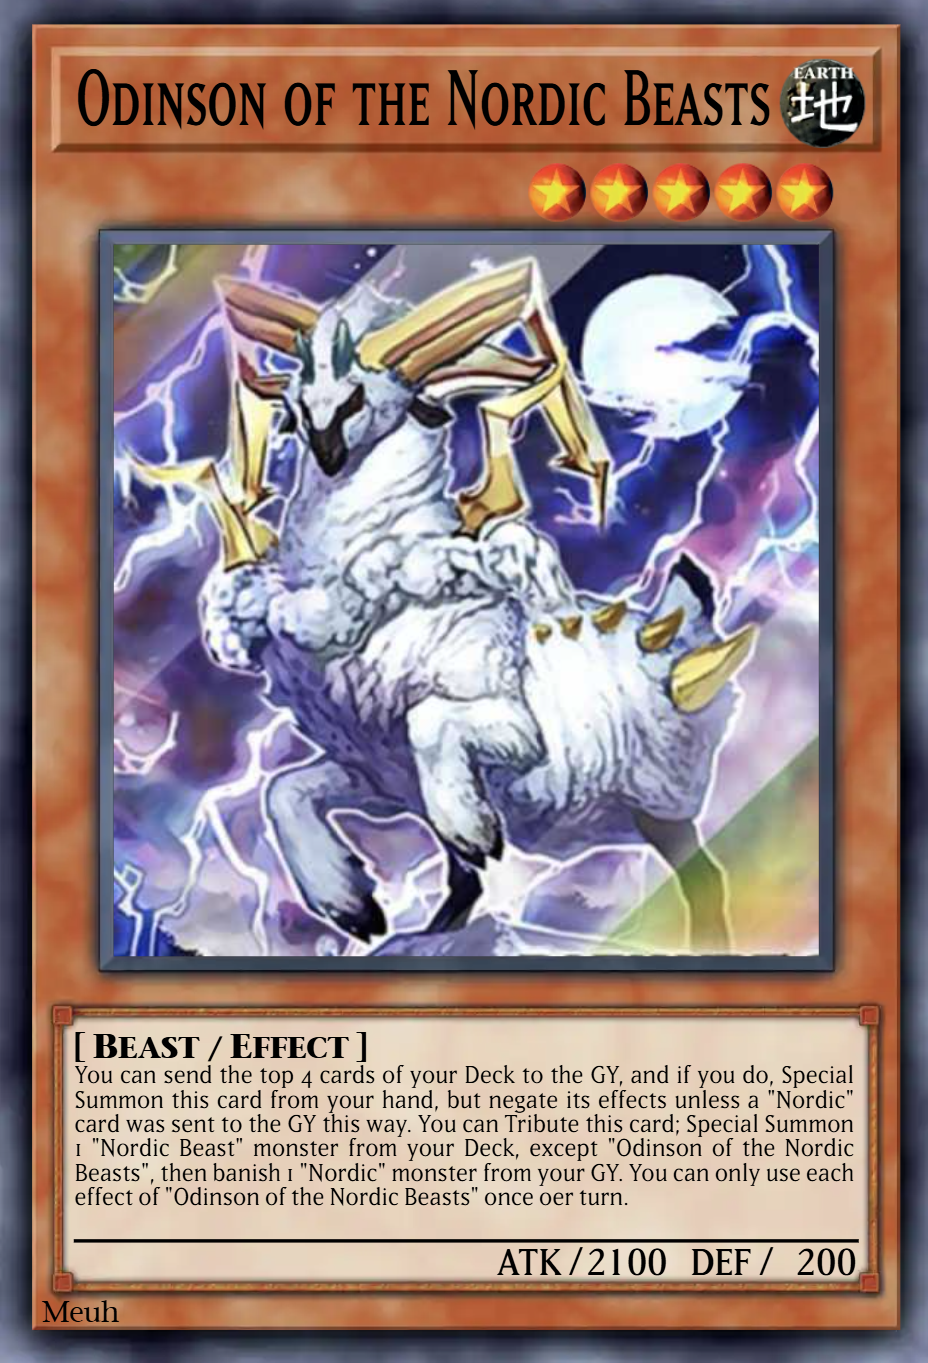 Odinson of the Nordic Beasts
EARTH
地
[ Beast / Effect ]
You can send the top 4 cards of your Deck to the GY, and if you do, Special
Summon this card from your hand, but negate its effects unless a "Nordic"
card was sent to the GY this way. You can Tribute this card; Special Summon
1 "Nordic Beast" monster from your Deck, except "Odinson of the Nordic
Beasts", then banish 1 "Nordic" monster from your GY. You can only use each
effect of "Odinson of the Nordic Beasts" once oer turn.
ATK/2100 DEF/ 200
Meuh